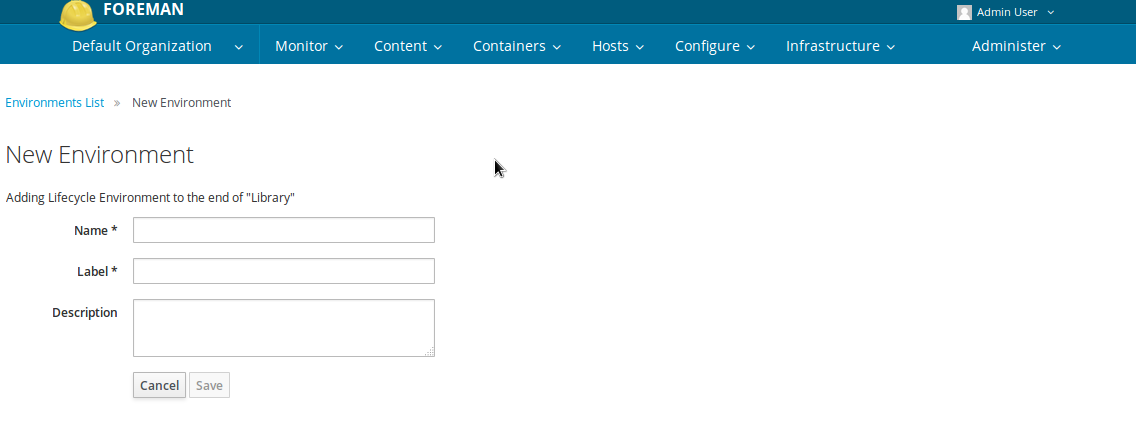 FOREMAN
Admin User
Default Organization Monitor Content Containers Hosts Configure Infrastructure Administer
Environments List » New Environment
New Environment
Adding Lifecycle Environment to the end of "Library"
Name *
Label *
Description
Cancel Save